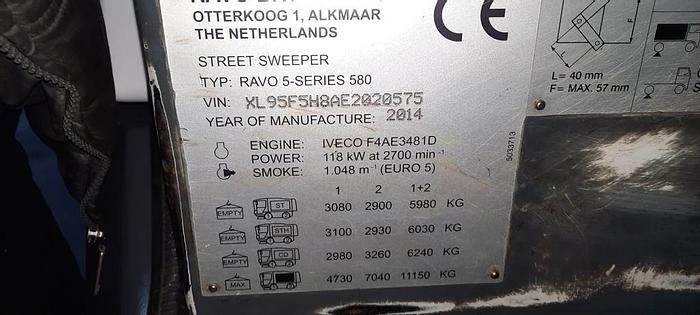 OTTERKOOG 1, ALKMAAR
THE NETHERLANDS
CE
STREET SWEEPER
TYP: RAVO 5-SERIES 580
VIN: XL95F5H8AE2020575
YEAR OF MANUFACTURE: 2014
ENGINE: IVECO F4AE3481D
POWER: 118 kW at 2700 min⁻¹
SMOKE: 1.048 m⁻¹ (EURO 5)
1 2 1+2
EMPTY ST 3080 2900 5980 KG
EMPTY STH 3100 2930 6030 KG
EMPTY CD 2980 3260 6240 KG
MAX 4730 7040 11150 KG
5033713
L= 40 mm
F= MAX. 57 mm